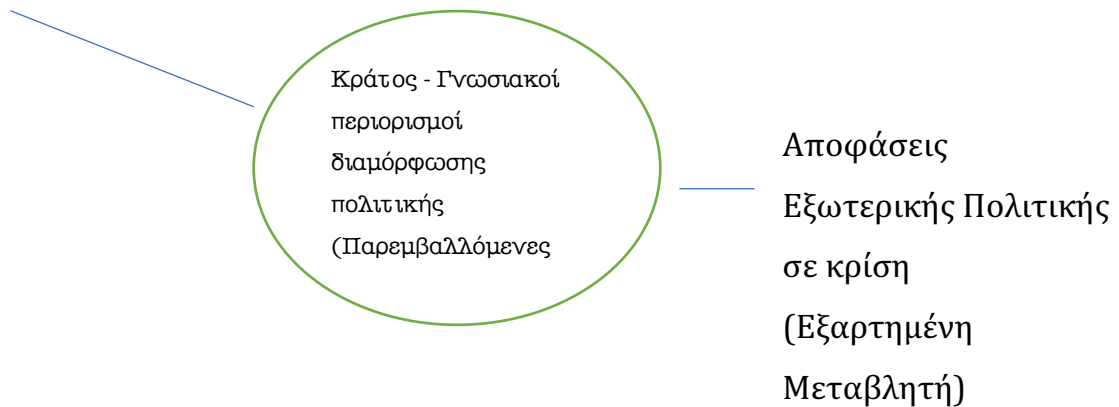 Κράτος - Γνωσιακοί
περιορισμοί
διαμόρφωσης
πολιτικής
(Παρεμβαλλόμενες
Αποφάσεις
Εξωτερικής Πολιτικής
σε κρίση
(Εξαρτημένη
Μεταβλητή)